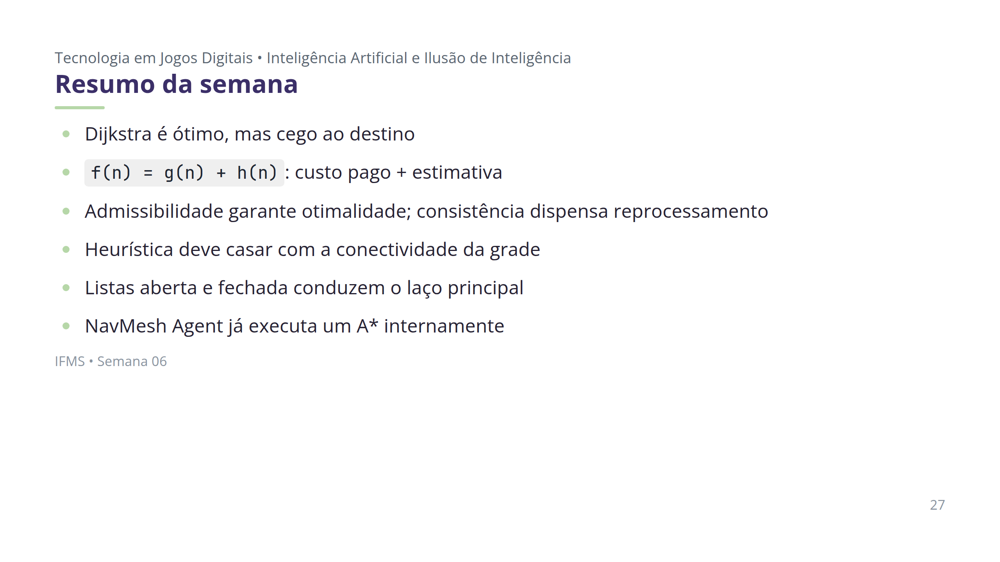 Tecnologia em Jogos Digitais • Inteligência Artificial e Ilusão de Inteligência
Resumo da semana
• Dijkstra é ótimo, mas cego ao destino
• f(n) = g(n) + h(n): custo pago + estimativa
• Admissibilidade garante otimalidade; consistência dispensa reprocessamento
• Heurística deve casar com a conectividade da grade
• Listas aberta e fechada conduzem o laço principal
• NavMesh Agent já executa um A* internamente
IFMS • Semana 06
27